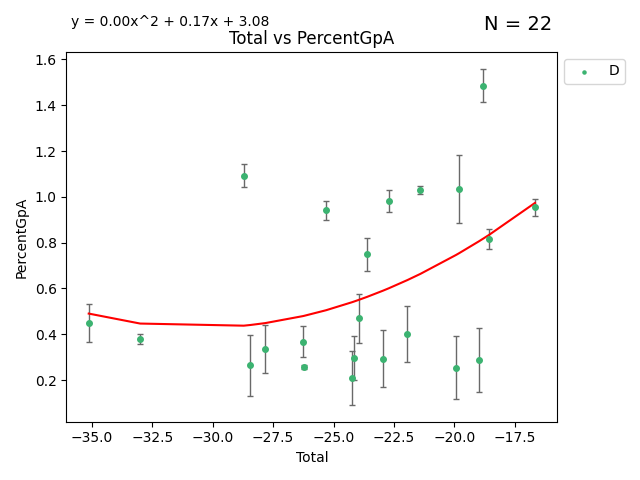 y = 0.00x^2 + 0.17x + 3.08
N = 22
Total vs PercentGpA
D
PercentGpA
1.6
1.4
1.2
1.0
0.8
0.6
0.4
0.2
−35.0 −32.5 −30.0 −27.5 −25.0 −22.5 −20.0 −17.5
Total